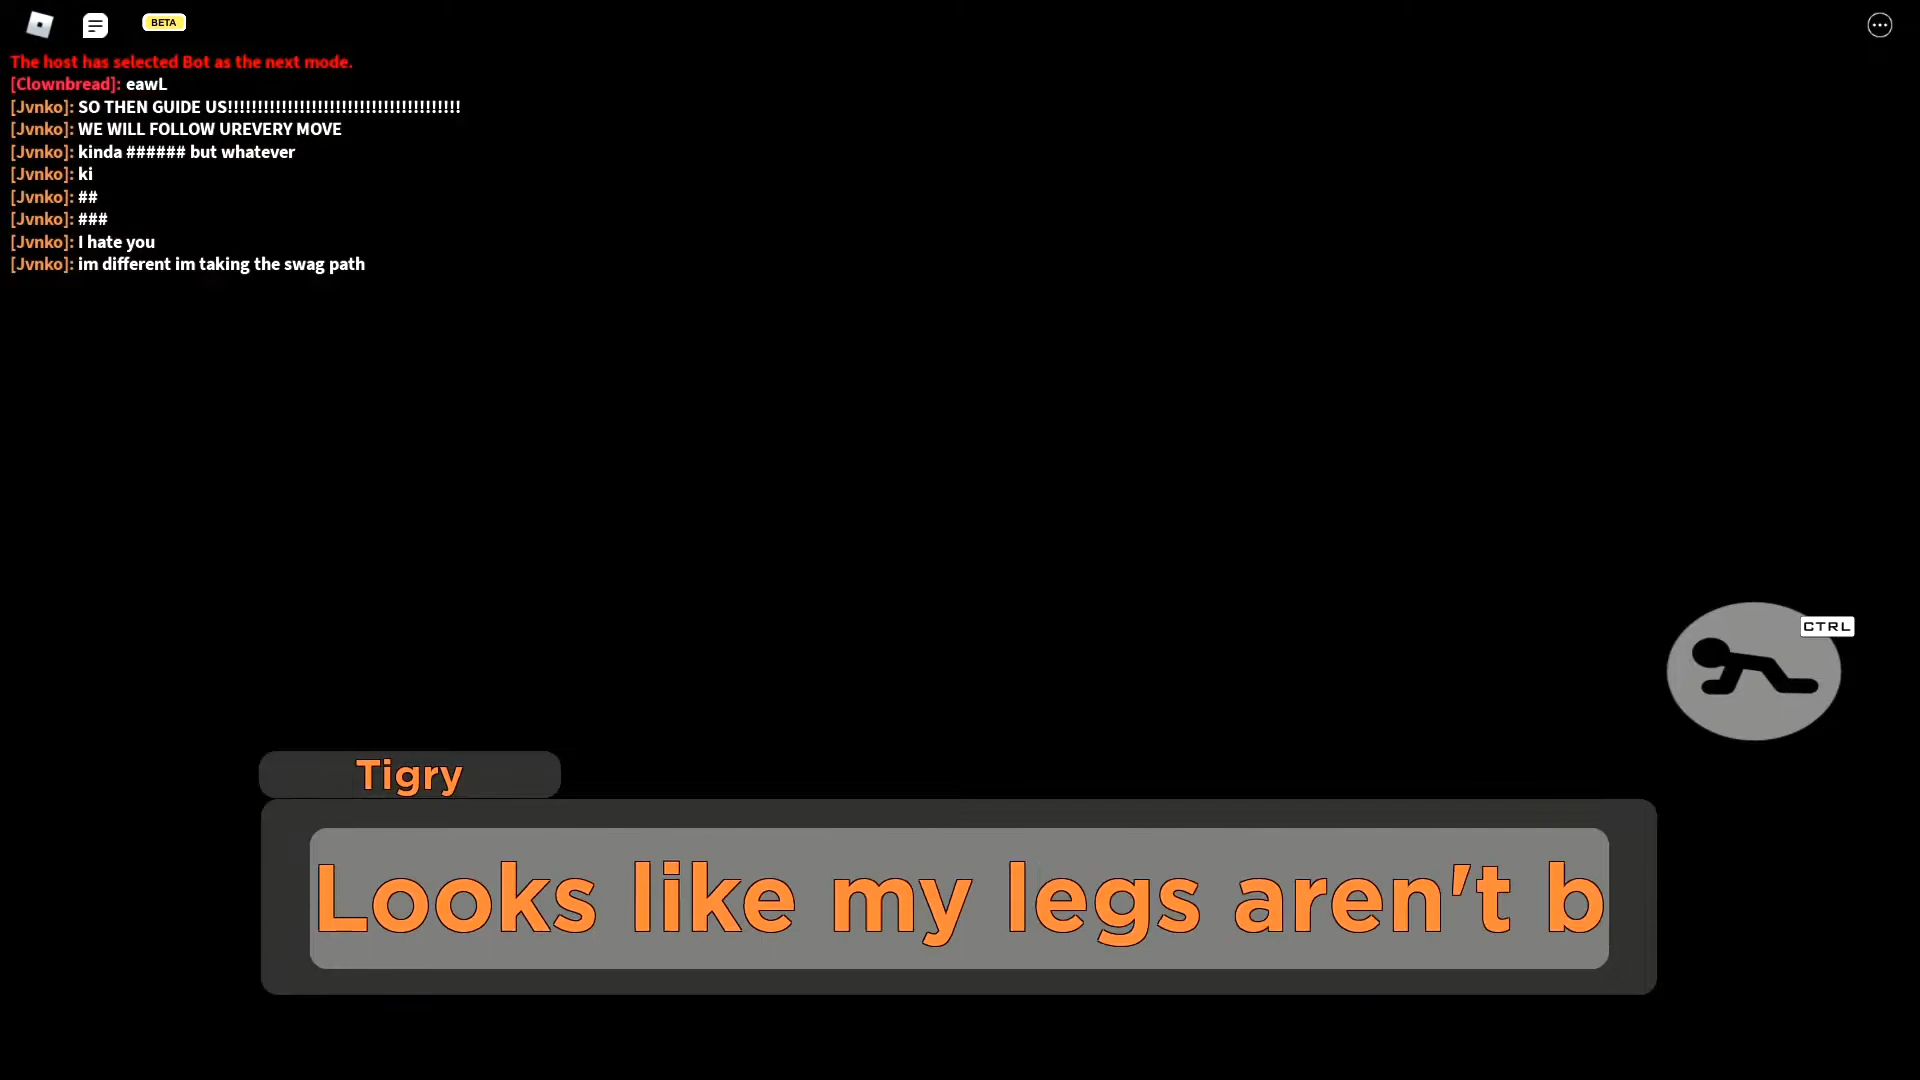 BETA
The host has selected Bot as the next mode.
[Clownbread]: eawL
[Jvnko]: SO THEN GUIDE US!!!!!!!!!!!!!!!!!!!!!!!!!!!!!!!!!!!!!!!
[Jvnko]: WE WILL FOLLOW UREVERY MOVE
[Jvnko]: kinda ###### but whatever
[Jvnko]: ki
[Jvnko]: ##
[Jvnko]: ###
[Jvnko]: I hate you
[Jvnko]: im different im taking the swag path
CTRL
Tigry
Looks like my legs aren't b